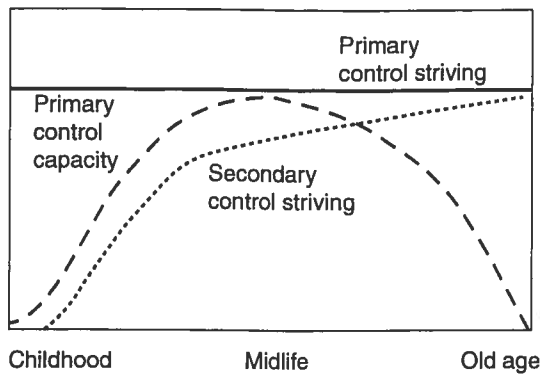 Primary
control striving
Primary
control
capacity
Secondary
control striving
Childhood Midlife Old age